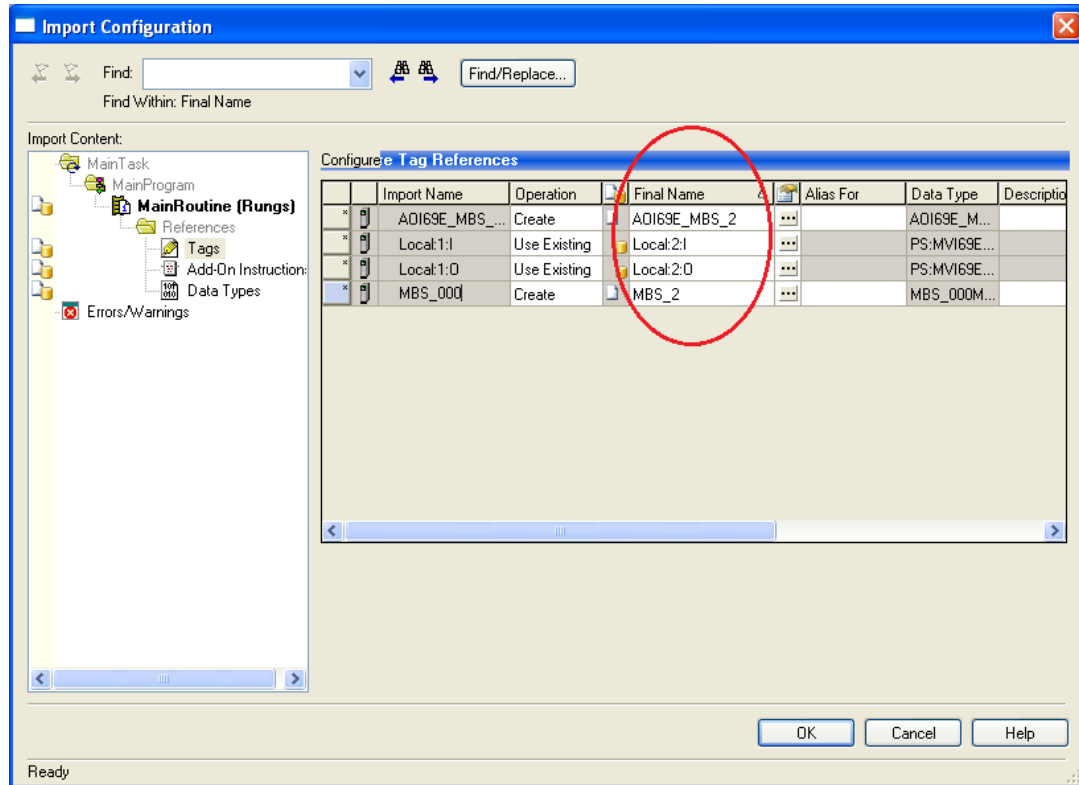 Import Configuration
Find:
Find/Replace...
Find Within: Final Name
Import Content:
MainTask
MainProgram
MainRoutine (Rungs)
References
Tags
Add-On Instruction:
Data Types
Errors/Warnings
Configure Tag References
Import Name Operation Final Name Alias For Data Type Descriptio
AOI69E_MBS_... Create AOI69E_MBS_2 ... AOI69E_M...
Local:1:I Use Existing Local:2:I ... PS:MVI69E...
Local:1:O Use Existing Local:2:O ... PS:MVI69E...
MBS_000 Create MBS_2 ... MBS_000M...
OK Cancel Help
Ready